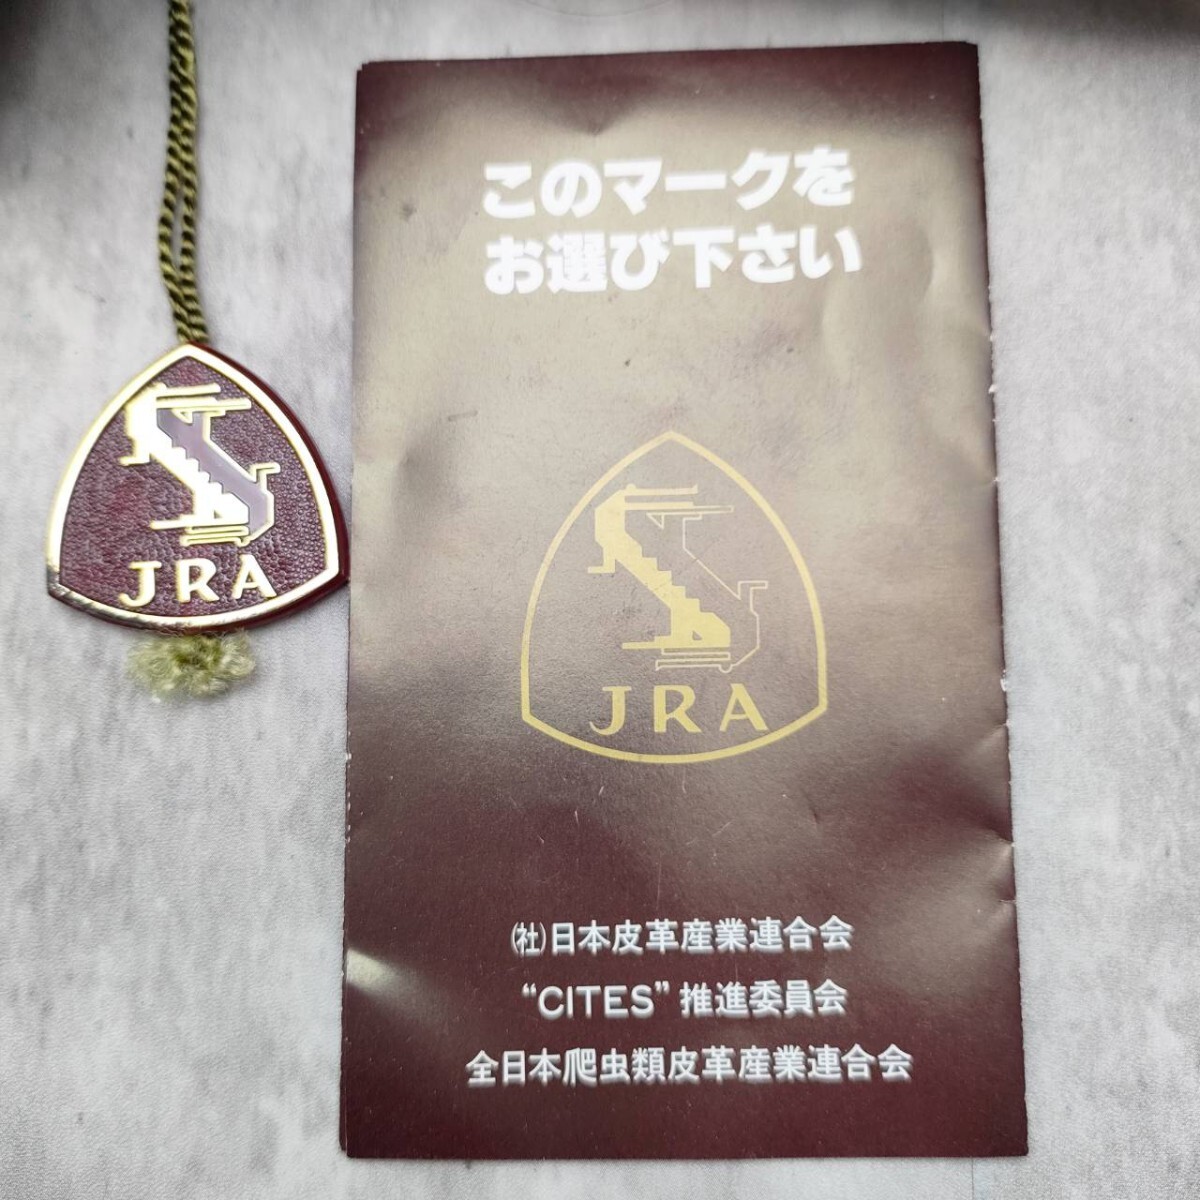 JRA
このマークを
お選び下さい
JRA
㈳日本皮革産業連合会
“CITES”推進委員会
全日本爬虫類皮革産業連合会